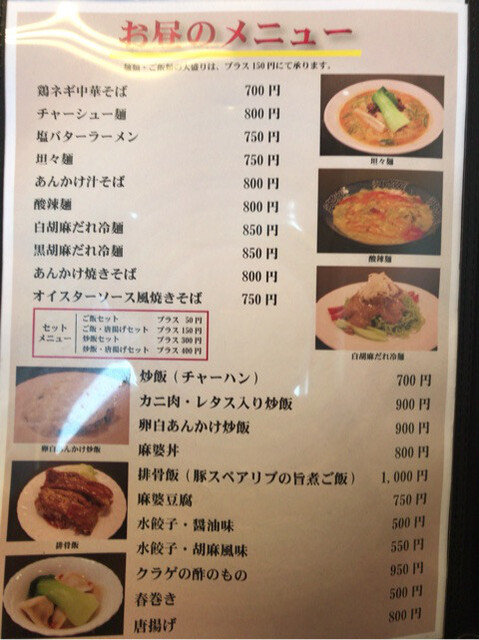 お昼のメニュー
麺類・ご飯類の大盛りは、プラス150円にて承ります。
鶏ネギ中華そば 700円
チャーシュー麺 800円
塩バターラーメン 750円
坦々麺 750円
あんかけ汁そば 800円
酸辣麺 800円
白胡麻だれ冷麺 850円
黒胡麻だれ冷麺 850円
あんかけ焼きそば 800円
オイスターソース風焼きそば 750円
坦々麺
酸辣麺
白胡麻だれ冷麺
セットメニュー
ご飯セット プラス 50円
ご飯・唐揚げセット プラス 150円
炒飯セット プラス 300円
炒飯・唐揚げセット プラス 400円
炒飯（チャーハン） 700円
カニ肉・レタス入り炒飯 900円
卵白あんかけ炒飯 900円
麻婆丼 800円
排骨飯（豚スペアリブの旨煮ご飯） 1,000円
麻婆豆腐 750円
水餃子・醤油味 500円
水餃子・胡麻風味 550円
クラゲの酢のもの 950円
春巻き 500円
唐揚げ 800円
卵白あんかけ炒飯
排骨飯